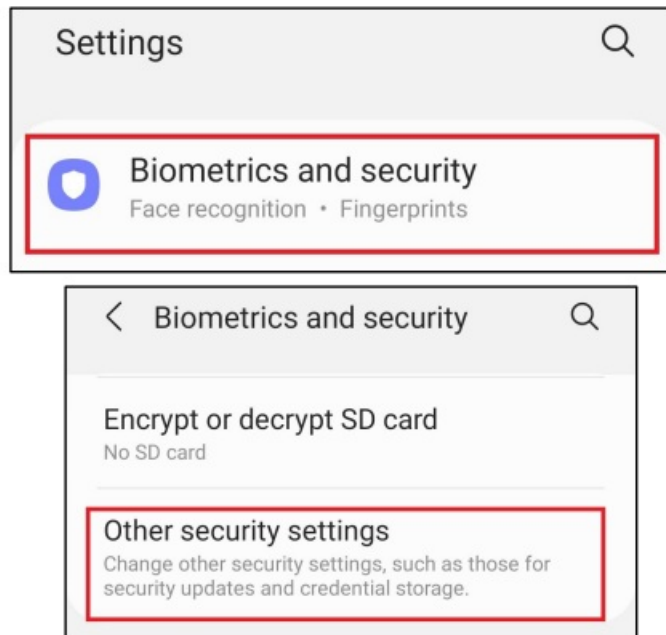 Settings
Biometrics and security
Face recognition • Fingerprints
Biometrics and security
Encrypt or decrypt SD card
No SD card
Other security settings
Change other security settings, such as those for
security updates and credential storage.